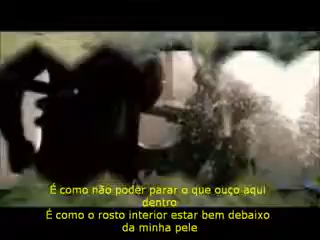 É como não poder parar o que ouço aqui
dentro
É como o rosto interior estar bem debaixo
da minha pele